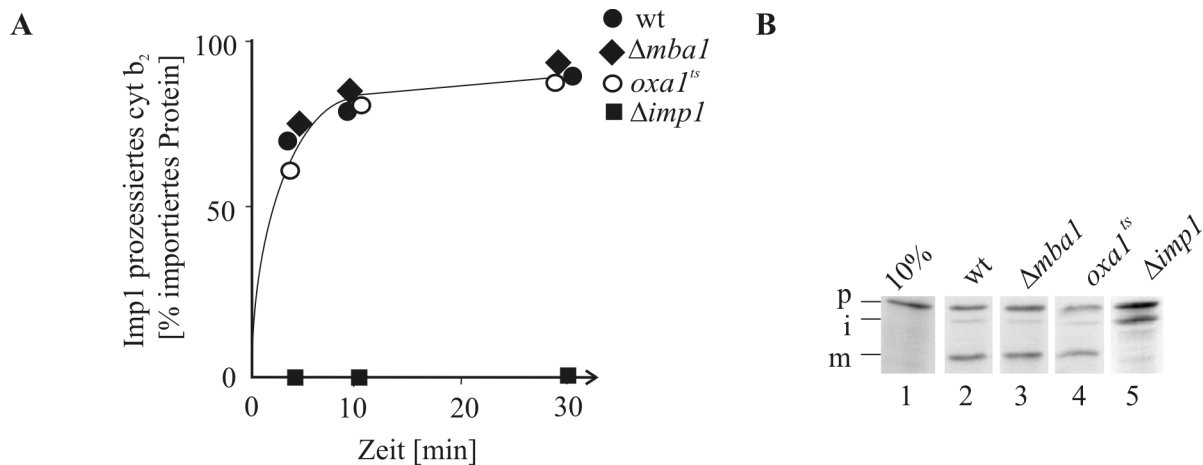 A
Imp1 prozessiertes cyt b₂
[% importiertes Protein]
100
50
0
0
10
20
30
Zeit [min]
wt
Δmba1
oxa1ᵗˢ
Δimp1
B
10%
wt
Δmba1
oxa1ᵗˢ
Δimp1
p
i
m
1 2 3 4 5